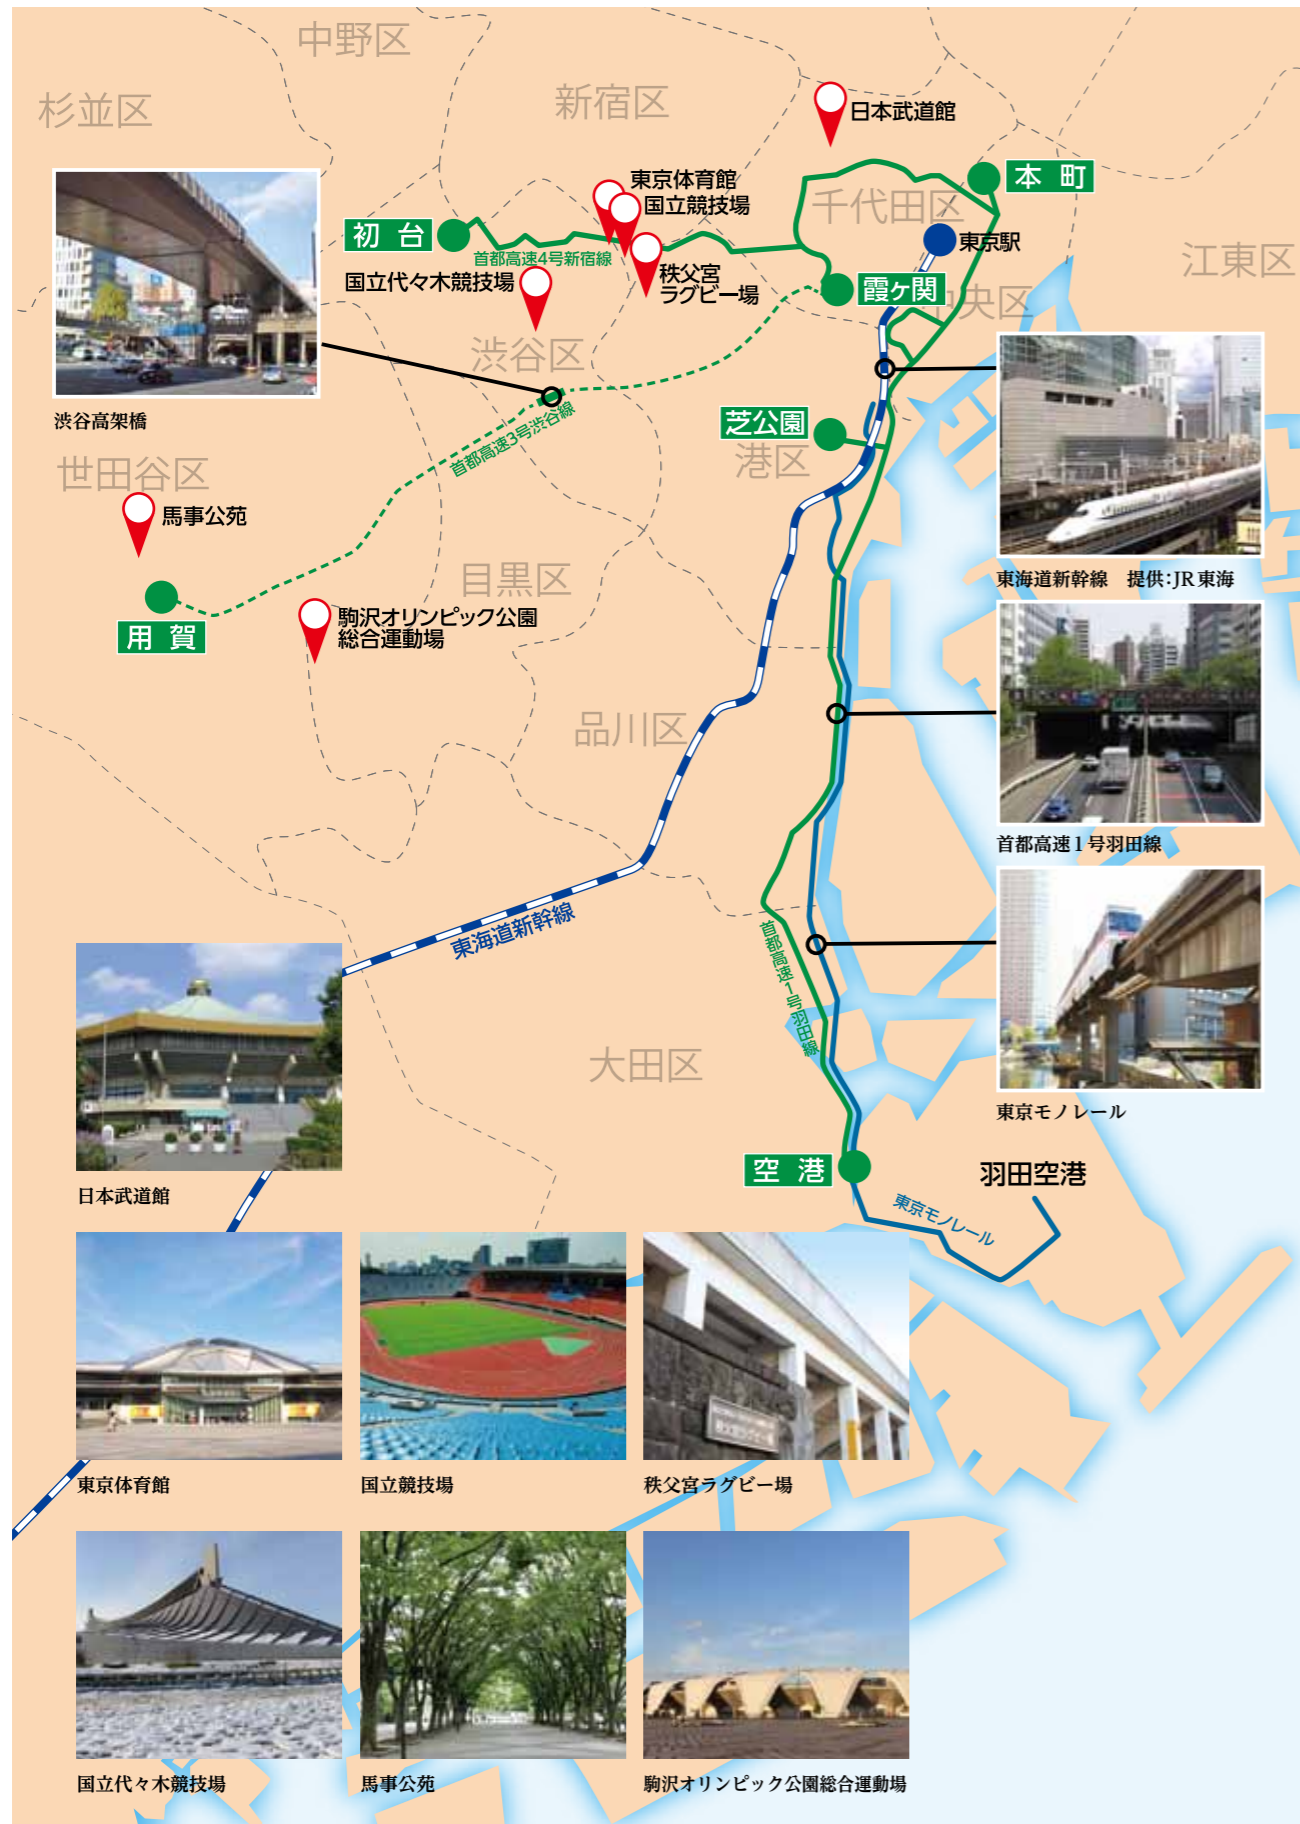 中野区
杉並区
新宿区
日本武道館
東京体育館
国立競技場
千代田区
本町
初台
首都高速4号新宿線
東京駅
江東区
国立代々木競技場
秩父宮
ラグビー場
霞ヶ関
中央区
渋谷区
渋谷高架橋
首都高速3号渋谷線
芝公園
港区
世田谷区
馬事公苑
目黒区
東海道新幹線 提供:JR東海
用賀
駒沢オリンピック公園
総合運動場
品川区
首都高速1号羽田線
東海道新幹線
首都高速1号羽田線
大田区
東京モノレール
空港
羽田空港
東京モノレール
日本武道館
東京体育館
国立競技場
秩父宮ラグビー場
国立代々木競技場
馬事公苑
駒沢オリンピック公園総合運動場